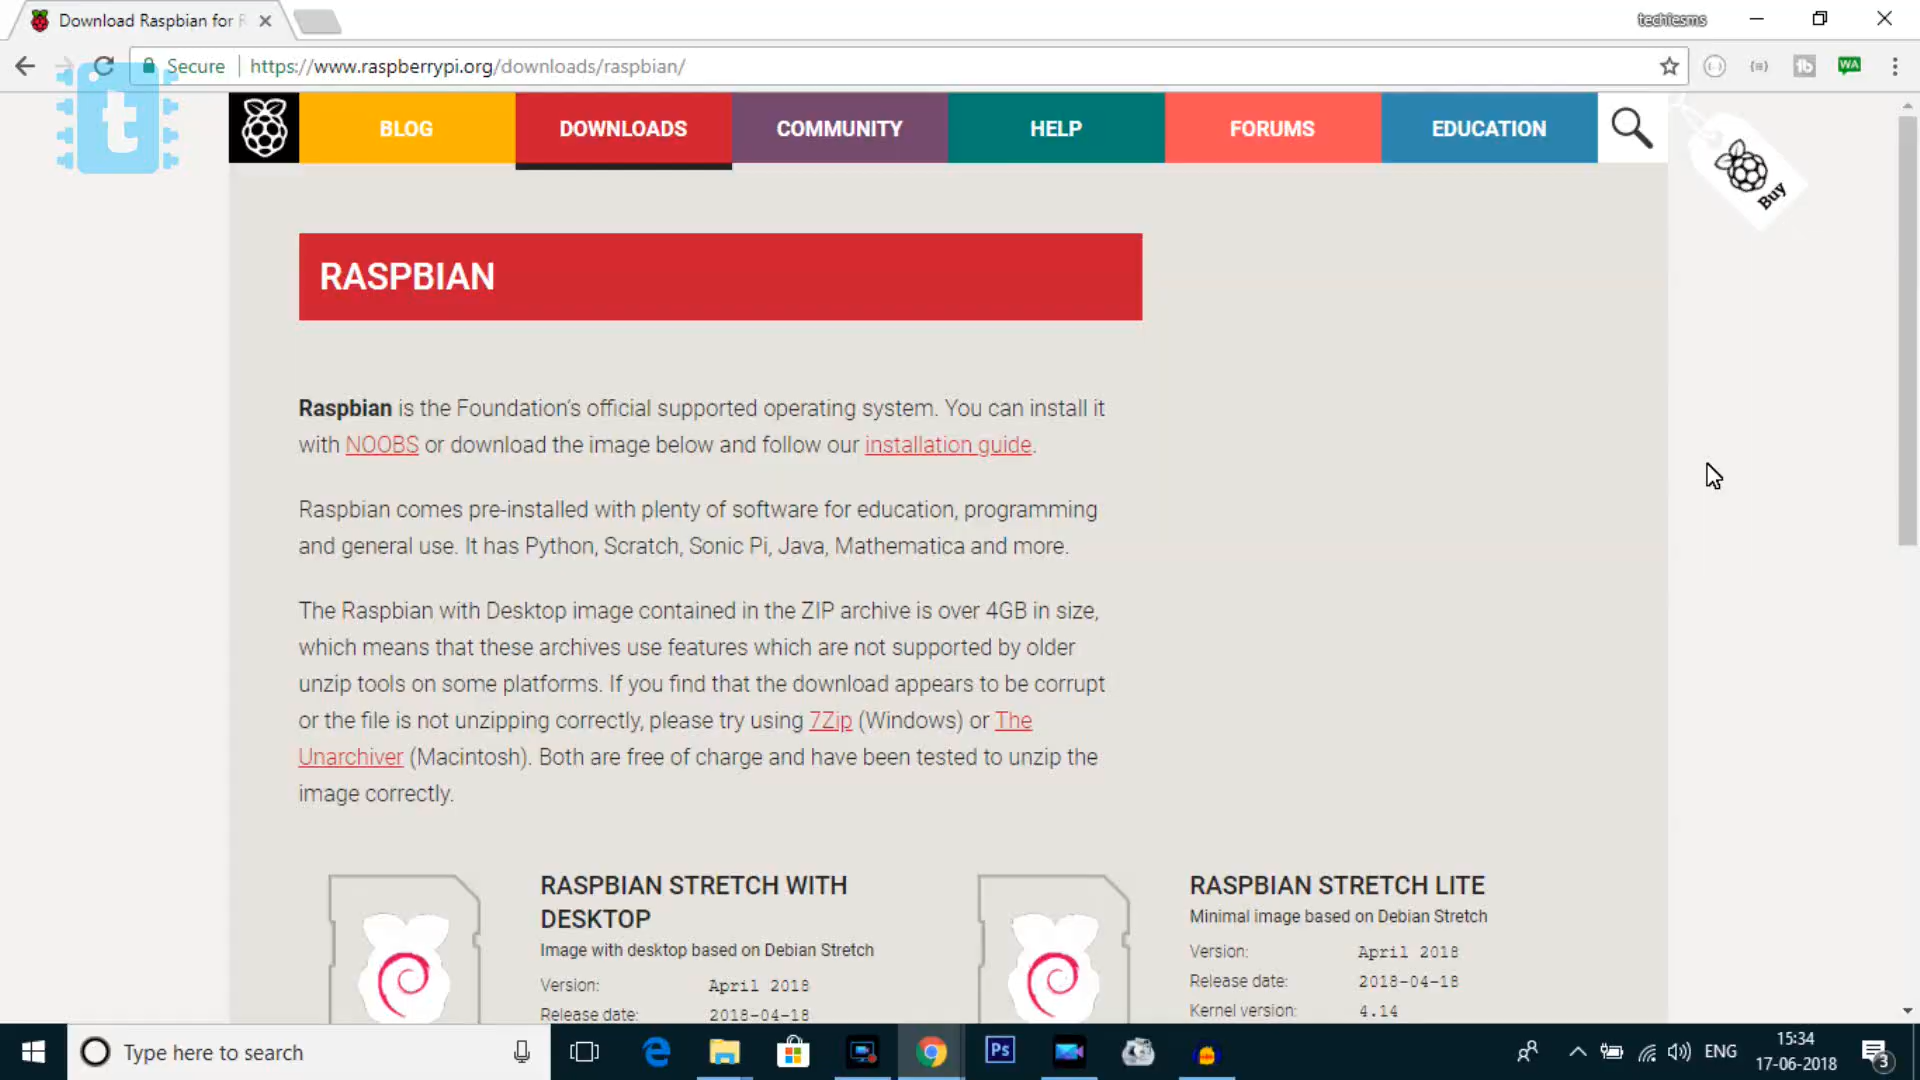 Download Raspbian for R
techiesms
Secure
https://www.raspberrypi.org/downloads/raspbian/
WA
t
BLOG
DOWNLOADS
COMMUNITY
HELP
FORUMS
EDUCATION
Buy
RASPBIAN
Raspbian is the Foundation's official supported operating system. You can install it
with NOOBS or download the image below and follow our installation guide.
Raspbian comes pre-installed with plenty of software for education, programming
and general use. It has Python, Scratch, Sonic Pi, Java, Mathematica and more.
The Raspbian with Desktop image contained in the ZIP archive is over 4GB in size,
which means that these archives use features which are not supported by older
unzip tools on some platforms. If you find that the download appears to be corrupt
or the file is not unzipping correctly, please try using 7Zip (Windows) or The
Unarchiver (Macintosh). Both are free of charge and have been tested to unzip the
image correctly.
RASPBIAN STRETCH WITH
DESKTOP
Image with desktop based on Debian Stretch
Version: April 2018
Release date: 2018-04-18
RASPBIAN STRETCH LITE
Minimal image based on Debian Stretch
Version: April 2018
Release date: 2018-04-18
Kernel version: 4.14
Type here to search
Ps
ENG
15:34
17-06-2018
3